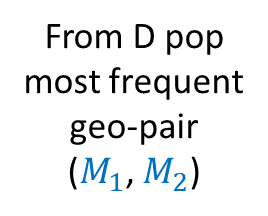 From D pop
most frequent
geo-pair
(M₁, M₂)